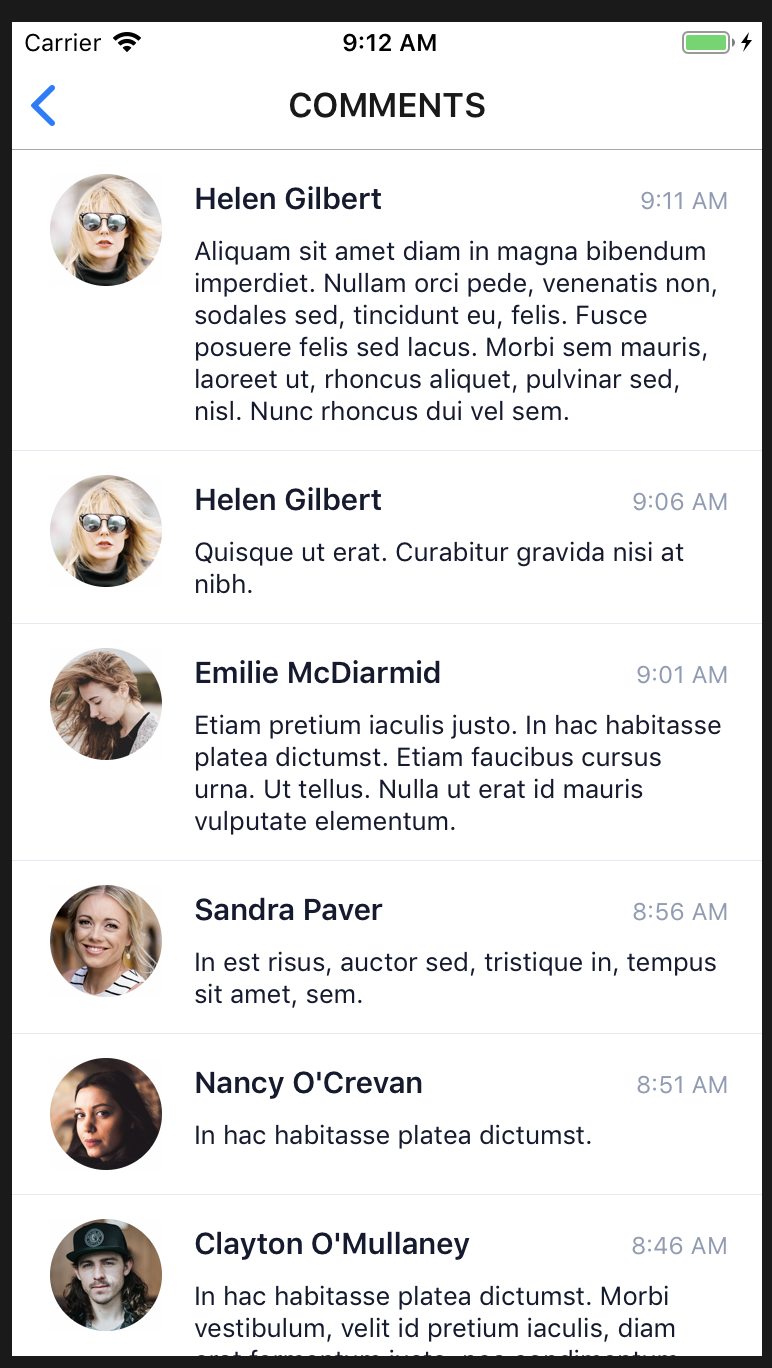 Carrier 9:12 AM
COMMENTS
Helen Gilbert 9:11 AM
Aliquam sit amet diam in magna bibendum
imperdiet. Nullam orci pede, venenatis non,
sodales sed, tincidunt eu, felis. Fusce
posuere felis sed lacus. Morbi sem mauris,
laoreet ut, rhoncus aliquet, pulvinar sed,
nisl. Nunc rhoncus dui vel sem.
Helen Gilbert 9:06 AM
Quisque ut erat. Curabitur gravida nisi at
nibh.
Emilie McDiarmid 9:01 AM
Etiam pretium iaculis justo. In hac habitasse
platea dictumst. Etiam faucibus cursus
urna. Ut tellus. Nulla ut erat id mauris
vulputate elementum.
Sandra Paver 8:56 AM
In est risus, auctor sed, tristique in, tempus
sit amet, sem.
Nancy O'Crevan 8:51 AM
In hac habitasse platea dictumst.
Clayton O'Mullaney 8:46 AM
In hac habitasse platea dictumst. Morbi
vestibulum, velit id pretium iaculis, diam